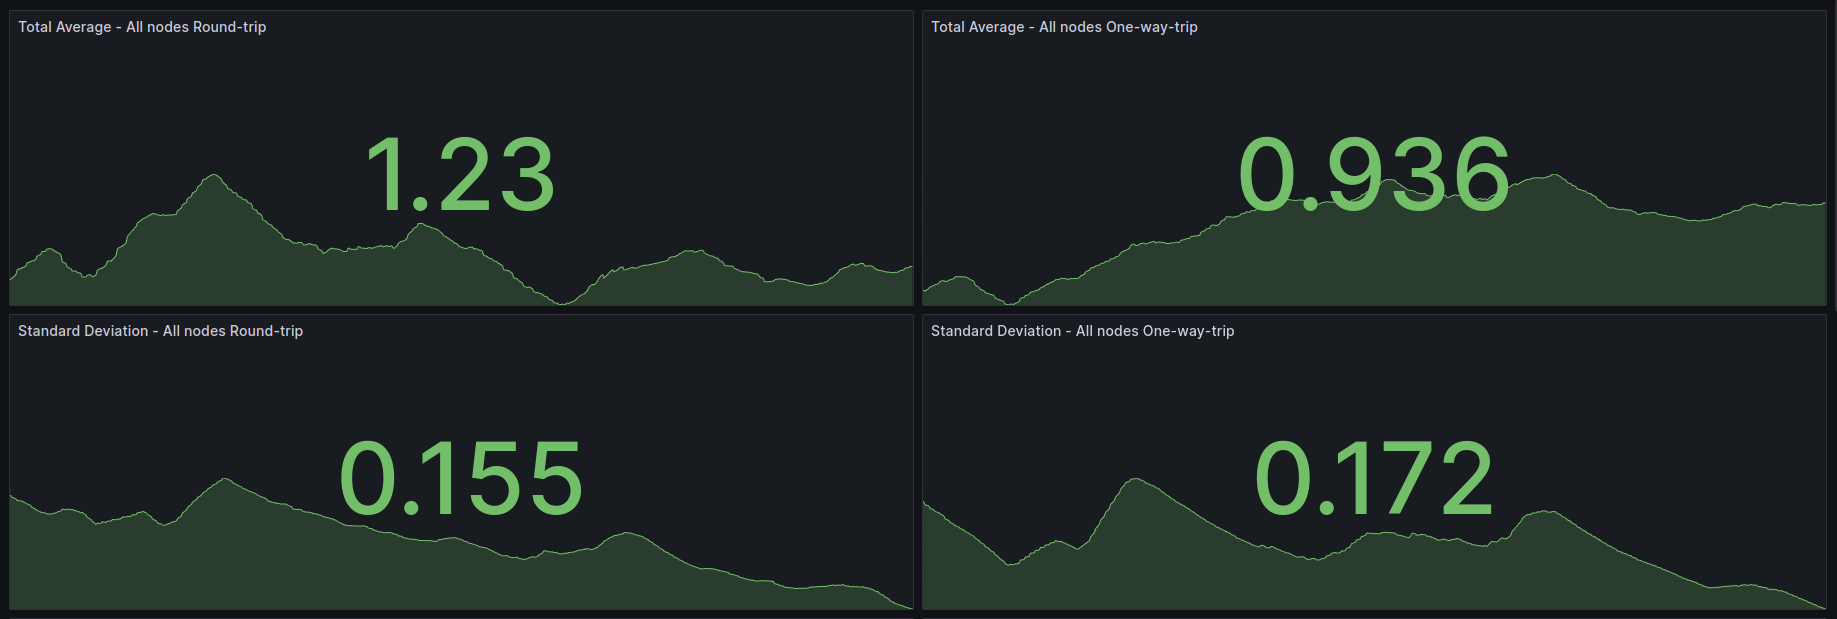 Total Average - All nodes Round-trip
1.23
Total Average - All nodes One-way-trip
0.936
Standard Deviation - All nodes Round-trip
0.155
Standard Deviation - All nodes One-way-trip
0.172